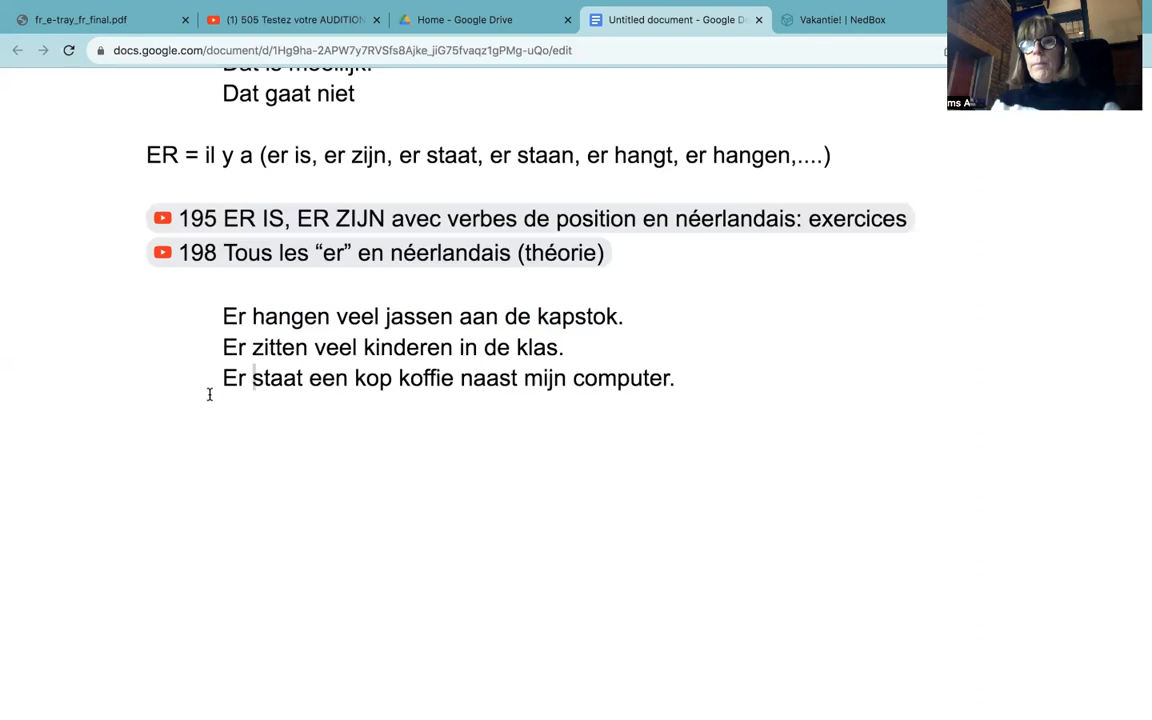 fr_e-tray_fr_final.pdf
(1) 505 Testez votre AUDITION
Home - Google Drive
Untitled document - Google D
Vakantie! | NedBox
docs.google.com/document/d/1Hg9ha-2APW7y7RVSfs8Ajke_jiG75fvaqz1gPMg-uQo/edit
ms A
Dat is moeilijk.
Dat gaat niet
ER = il y a (er is, er zijn, er staat, er staan, er hangt, er hangen,....)
195 ER IS, ER ZIJN avec verbes de position en néerlandais: exercices
198 Tous les “er” en néerlandais (théorie)
Er hangen veel jassen aan de kapstok.
Er zitten veel kinderen in de klas.
Er staat een kop koffie naast mijn computer.